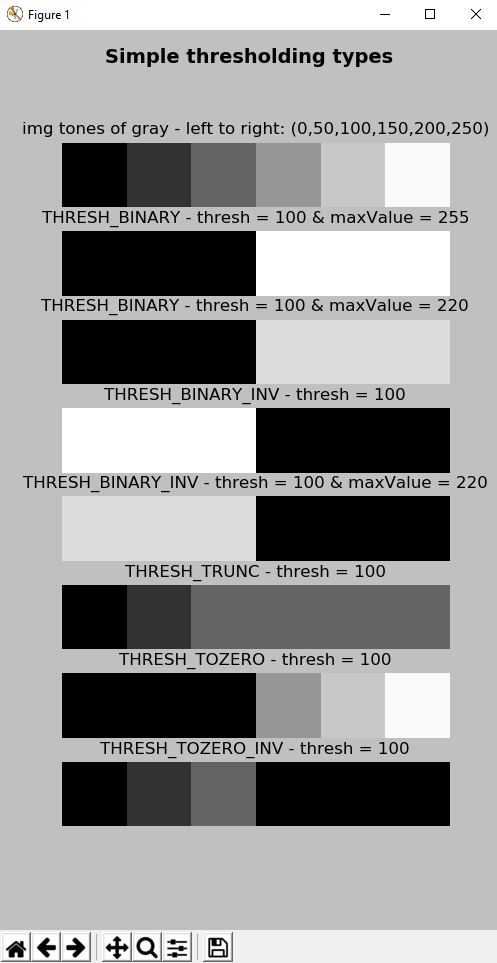 Figure 1
Simple thresholding types
img tones of gray - left to right: (0,50,100,150,200,250)
THRESH_BINARY - thresh = 100 & maxValue = 255
THRESH_BINARY - thresh = 100 & maxValue = 220
THRESH_BINARY_INV - thresh = 100
THRESH_BINARY_INV - thresh = 100 & maxValue = 220
THRESH_TRUNC - thresh = 100
THRESH_TOZERO - thresh = 100
THRESH_TOZERO_INV - thresh = 100